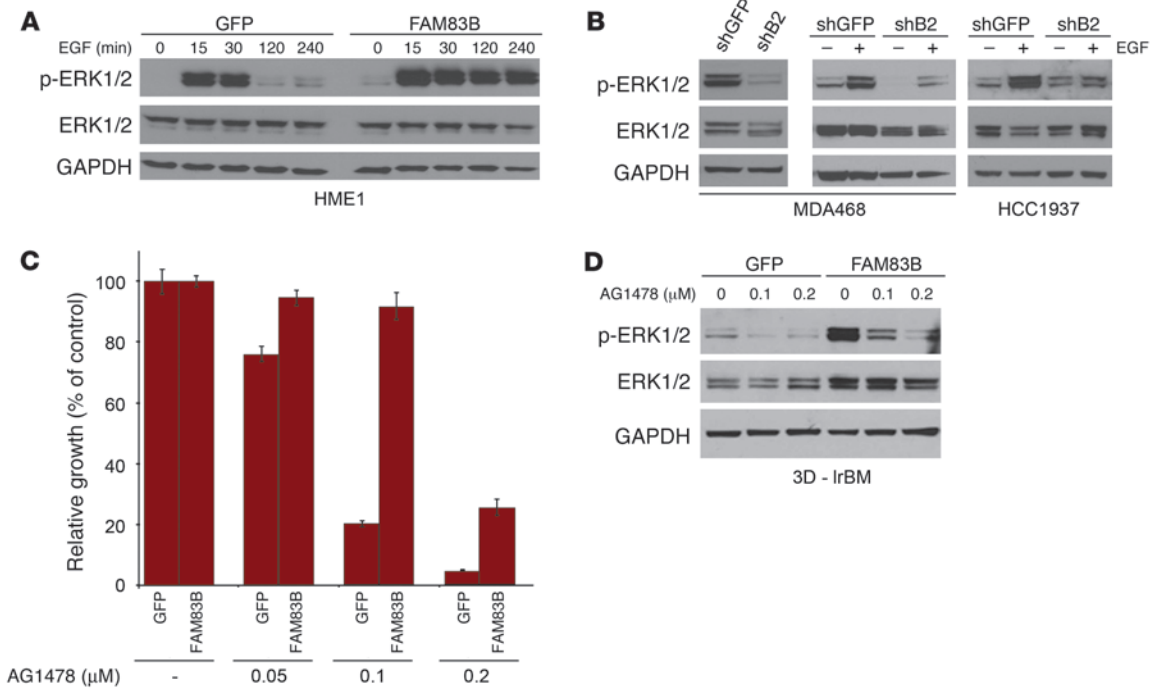 A
GFP FAM83B
EGF (min) 0 15 30 120 240 0 15 30 120 240
p-ERK1/2
ERK1/2
GAPDH
HME1
B
shGFP shB2 shGFP shB2 shGFP shB2
– + – + – + – + EGF
p-ERK1/2
ERK1/2
GAPDH
MDA468 HCC1937
C
Relative growth (% of control)
100
80
60
40
20
0
GFP FAM83B GFP FAM83B GFP FAM83B GFP FAM83B
AG1478 (μM) - 0.05 0.1 0.2
D
GFP FAM83B
AG1478 (μM) 0 0.1 0.2 0 0.1 0.2
p-ERK1/2
ERK1/2
GAPDH
3D - lrBM